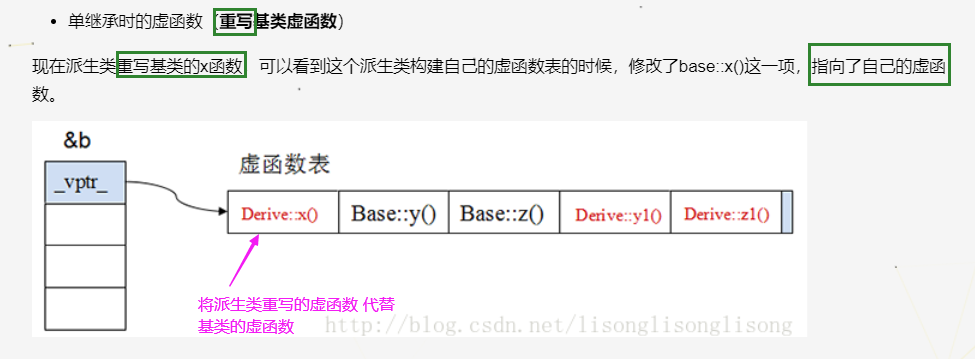 单继承时的虚函数（重写基类虚函数）
现在派生类重写基类的x函数 可以看到这个派生类构建自己的虚函数表的时候，修改了base::x()这一项，指向了自己的虚函
数。
&b
虚函数表
_vptr_
Derive::x()
Base::y()
Base::z()
Derive::y1()
Derive::z1()
将派生类重写的虚函数 代替
基类的虚函数
http://blog.csdn.net/lisonglisonglisong